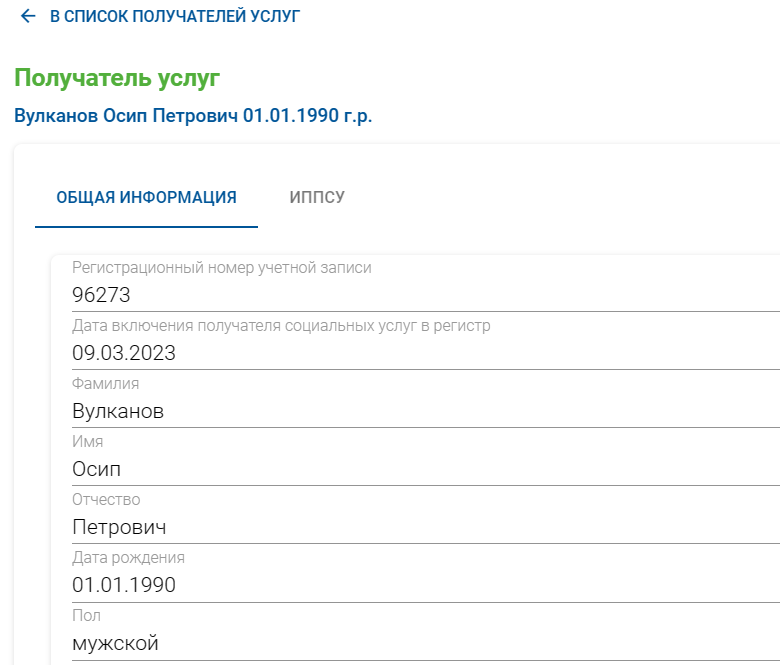 В СПИСОК ПОЛУЧАТЕЛЕЙ УСЛУГ
Получатель услуг
Вулканов Осип Петрович 01.01.1990 г.р.
ОБЩАЯ ИНФОРМАЦИЯ ИППСУ
Регистрационный номер учетной записи
96273
Дата включения получателя социальных услуг в регистр
09.03.2023
Фамилия
Вулканов
Имя
Осип
Отчество
Петрович
Дата рождения
01.01.1990
Пол
мужской